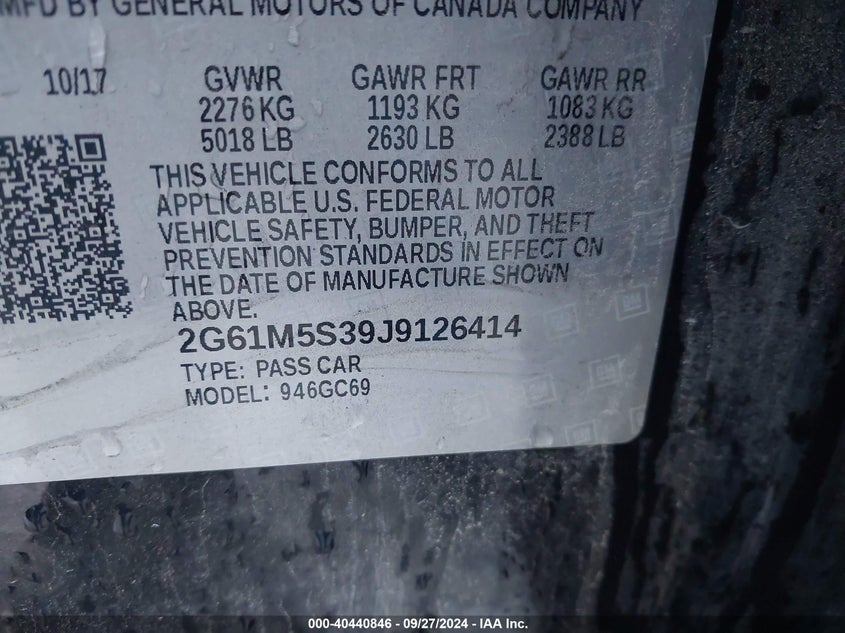 MFD BY GENERAL MOTORS OF CANADA COMPANY
10/17 GVWR GAWR FRT GAWR RR
2276 KG 1193 KG 1083 KG
5018 LB 2630 LB 2388 LB
THIS VEHICLE CONFORMS TO ALL
APPLICABLE U.S. FEDERAL MOTOR
VEHICLE SAFETY, BUMPER, AND THEFT
PREVENTION STANDARDS IN EFFECT ON
THE DATE OF MANUFACTURE SHOWN
ABOVE.
2G61M5S39J9126414
TYPE: PASS CAR
MODEL: 946GC69
000-40440846 - 09/27/2024 - IAA Inc.